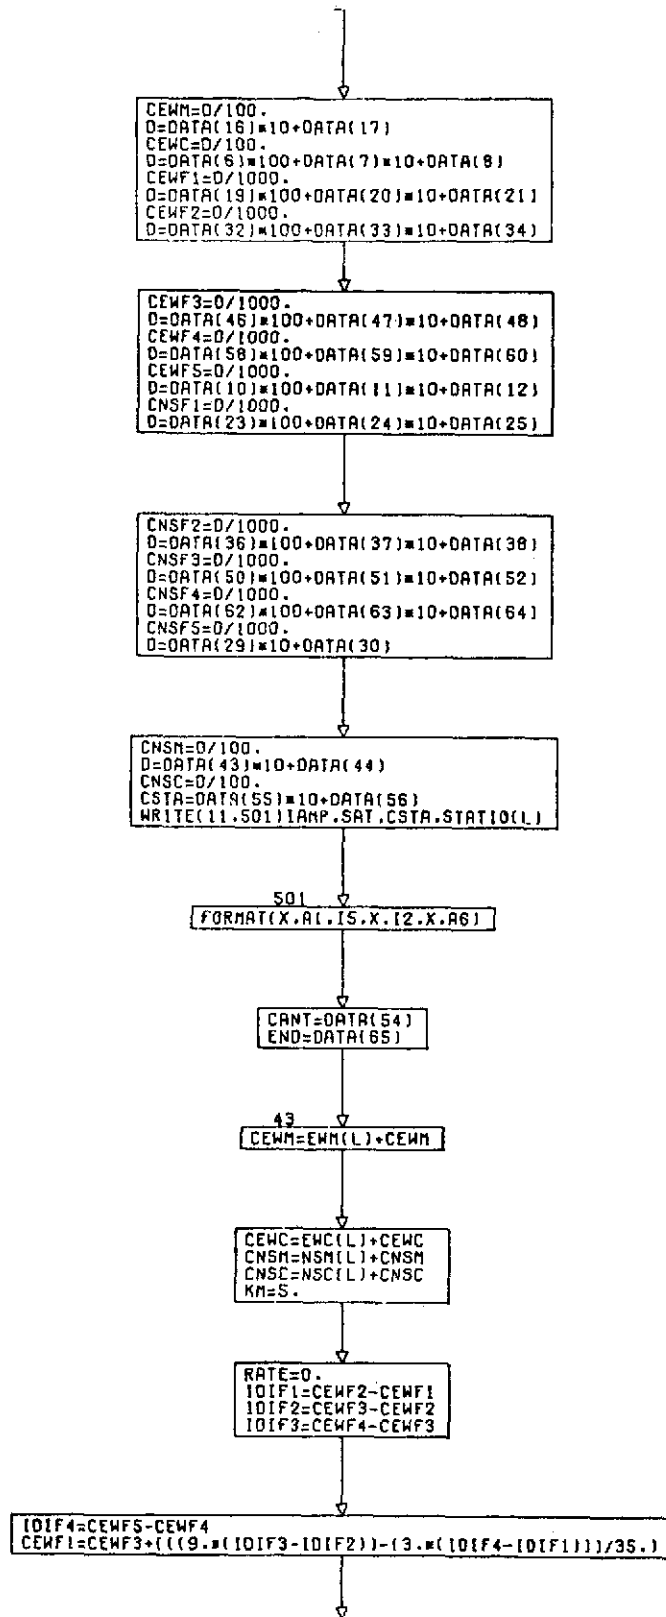 CEWM=D/100.
D=DATA(16)*10+DATA(17)
CEWC=D/100.
D=DATA(6)*100+DATA(7)*10+DATA(8)
CEWF1=D/1000.
D=DATA(19)*100+DATA(20)*10+DATA(21)
CEWF2=D/1000.
D=DATA(32)*100+DATA(33)*10+DATA(34)
CEWF3=D/1000.
D=DATA(46)*100+DATA(47)*10+DATA(48)
CEWF4=D/1000.
D=DATA(58)*100+DATA(59)*10+DATA(60)
CEWF5=D/1000.
D=DATA(10)*100+DATA(11)*10+DATA(12)
CNSF1=D/1000.
D=DATA(23)*100+DATA(24)*10+DATA(25)
CNSF2=D/1000.
D=DATA(36)*100+DATA(37)*10+DATA(38)
CNSF3=D/1000.
D=DATA(50)*100+DATA(51)*10+DATA(52)
CNSF4=D/1000.
D=DATA(62)*100+DATA(63)*10+DATA(64)
CNSF5=D/1000.
D=DATA(29)*10+DATA(30)
CNSM=D/100.
D=DATA(43)*10+DATA(44)
CNSC=D/100.
CSTA=DATA(55)*10+DATA(56)
WRITE(11.501)IAMP.SAT.CSTA.STATIO(L)
501
FORMAT(X.A1.I5.X.I2.X.A6)
CANT=DATA(54)
END=DATA(65)
43
CEWM=EWM(L)+CEWM
CEWC=EWC(L)+CEWC
CNSM=NSM(L)+CNSM
CNSC=NSC(L)+CNSC
KM=5.
RATE=0.
IDIF1=CEWF2-CEWF1
IDIF2=CEWF3-CEWF2
IDIF3=CEWF4-CEWF3
IDIF4=CEWF5-CEWF4
CEWF1=CEWF3+(((9.*(IDIF3-IDIF2))-(3.*(IDIF4-IDIF1)))/35.)